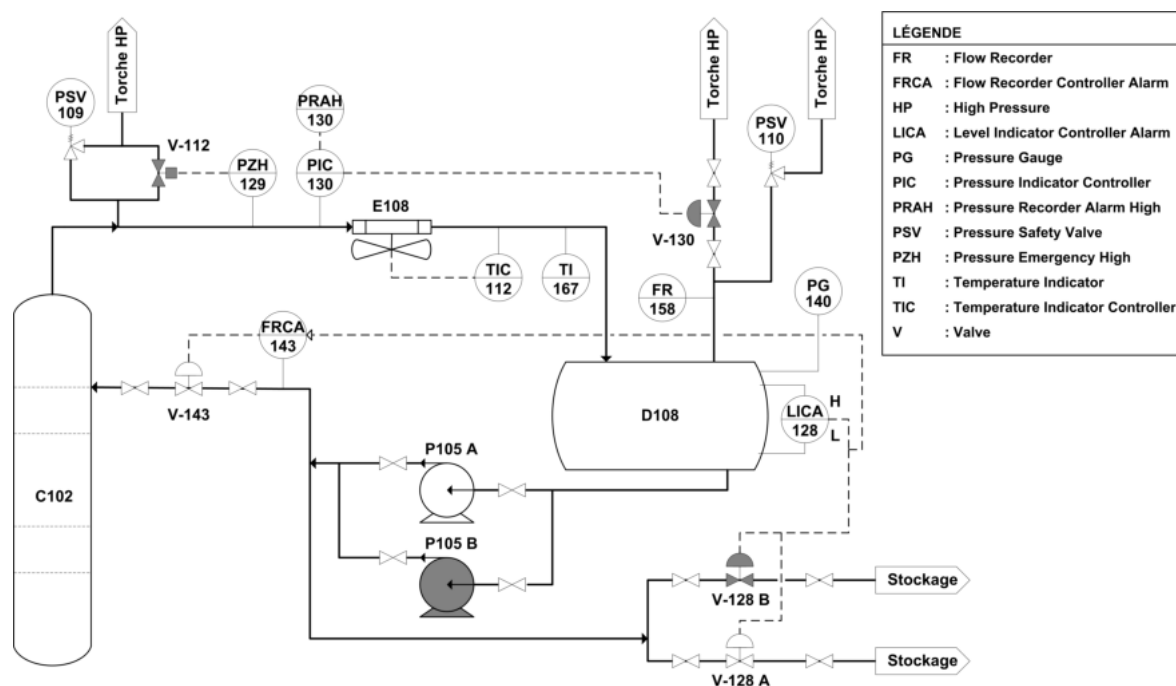 Torche HP
PSV
109
V-112
PZH
129
PRAH
130
PIC
130
E108
TIC
112
TI
167
Torche HP
Torche HP
PSV
110
V-130
FR
158
PG
140
FRCA
143
V-143
D108
LICA
128
H
L
C102
P105 A
P105 B
V-128 B
Stockage
V-128 A
Stockage
LÉGENDE
FR : Flow Recorder
FRCA : Flow Recorder Controller Alarm
HP : High Pressure
LICA : Level Indicator Controller Alarm
PG : Pressure Gauge
PIC : Pressure Indicator Controller
PRAH : Pressure Recorder Alarm High
PSV : Pressure Safety Valve
PZH : Pressure Emergency High
TI : Temperature Indicator
TIC : Temperature Indicator Controller
V : Valve